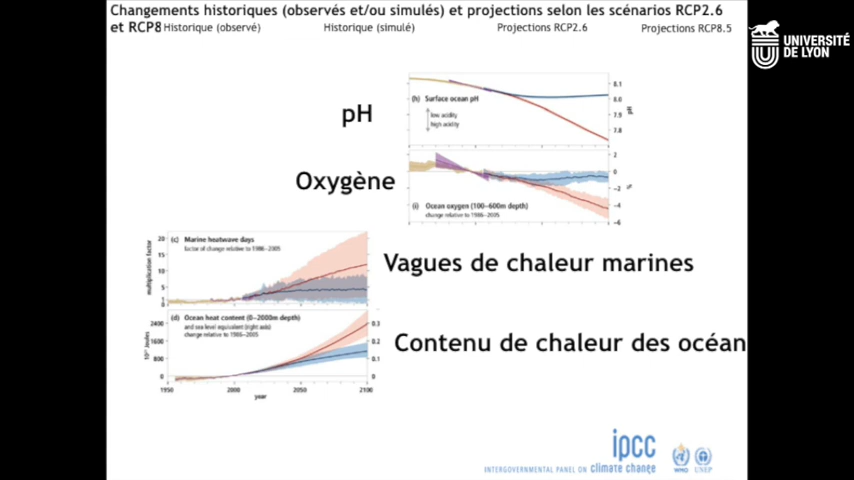 Changements historiques (observés et/ou simulés) et projections selon les scénarios RCP2.6
et RCP8
Historique (observé)
Historique (simulé)
Projections RCP2.6
Projections RCP8.5
UNIVERSITÉ
DE LYON
pH
(h) Surface ocean pH
low acidity
high acidity
8.1
8.0
7.9
7.8
pH
Oxygène
(i) Ocean oxygen (100–600m depth)
change relative to 1986–2005
2
0
−2
−4
−6
%
(c) Marine heatwave days
factor of change relative to 1986–2005
multiplication factor
20
15
10
5
1
Vagues de chaleur marines
(d) Ocean heat content (0–2000m depth)
and sea level equivalent (right axis)
change relative to 1986–2005
2400
1600
800
0
0.3
0.2
0.1
0
Contenu de chaleur des océan
1950
2000
2050
2100
year
ipcc
INTERGOVERNMENTAL PANEL ON climate change
WMO
UNEP